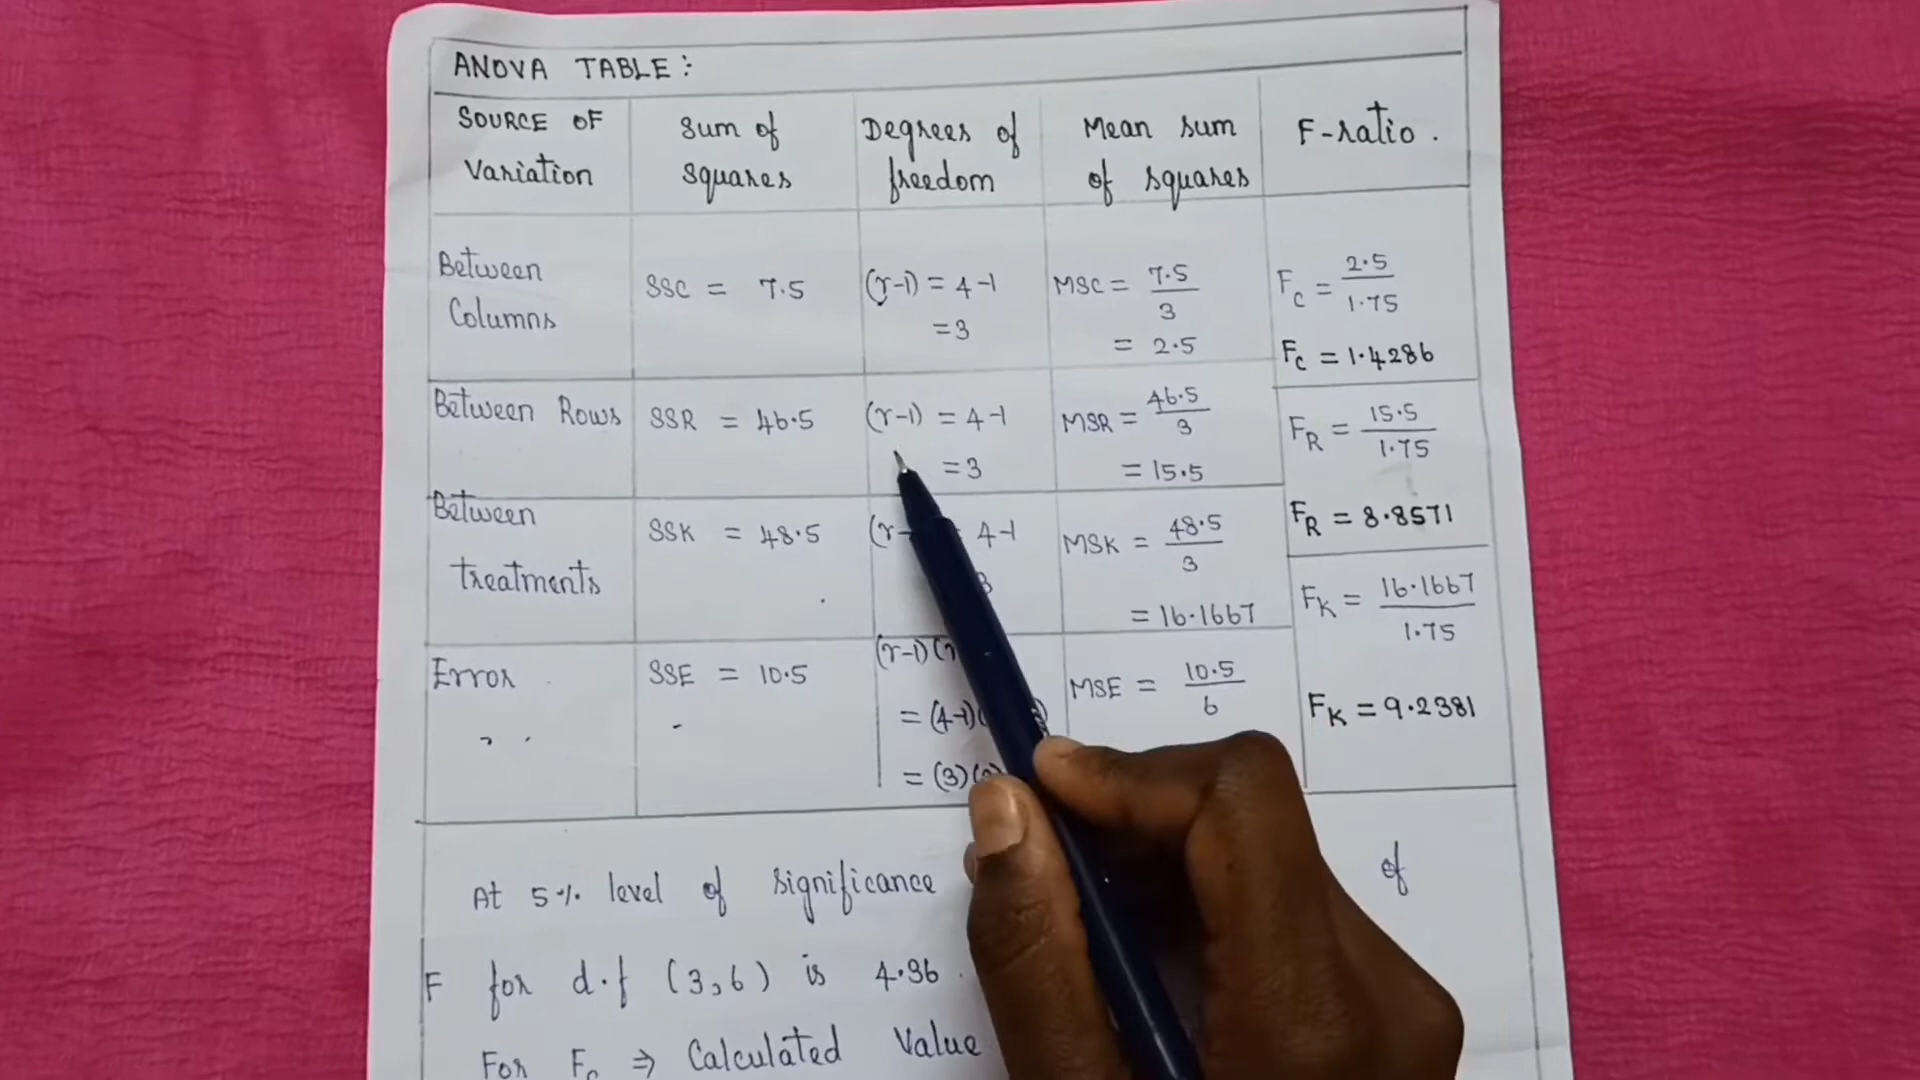 ANOVA TABLE:
SOURCE OF Variation
Sum of squares
Degrees of freedom
Mean sum of squares
F-ratio.
Between Columns
SSC = 7.5
(r-1) = 4-1
=3
MSC = 7.5/3
= 2.5
Fc = 2.5/1.75
Fc = 1.4286
Between Rows
SSR = 46.5
(r-1) = 4-1
=3
MSR = 46.5/3
= 15.5
FR = 15.5/1.75
FR = 8.8571
Between treatments
SSK = 48.5
4-1
3
MSK = 48.5/3
= 16.1667
FK = 16.1667/1.75
FK = 9.2381
Error
SSE = 10.5
(r-1)
= (4-1)
= (3)
MSE = 10.5/6
At 5% level of significance of
F for d.f (3,6) is 4.36.
For Fc ⇒ Calculated Value